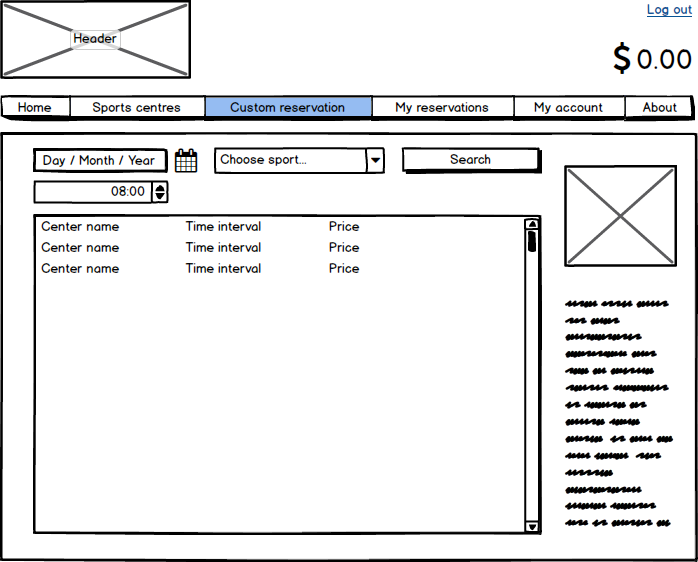 Log out
Header
$ 0.00
Home Sports centres Custom reservation My reservations My account About
Day / Month / Year Choose sport... Search
08:00
Center name Time interval Price
Center name Time interval Price
Center name Time interval Price